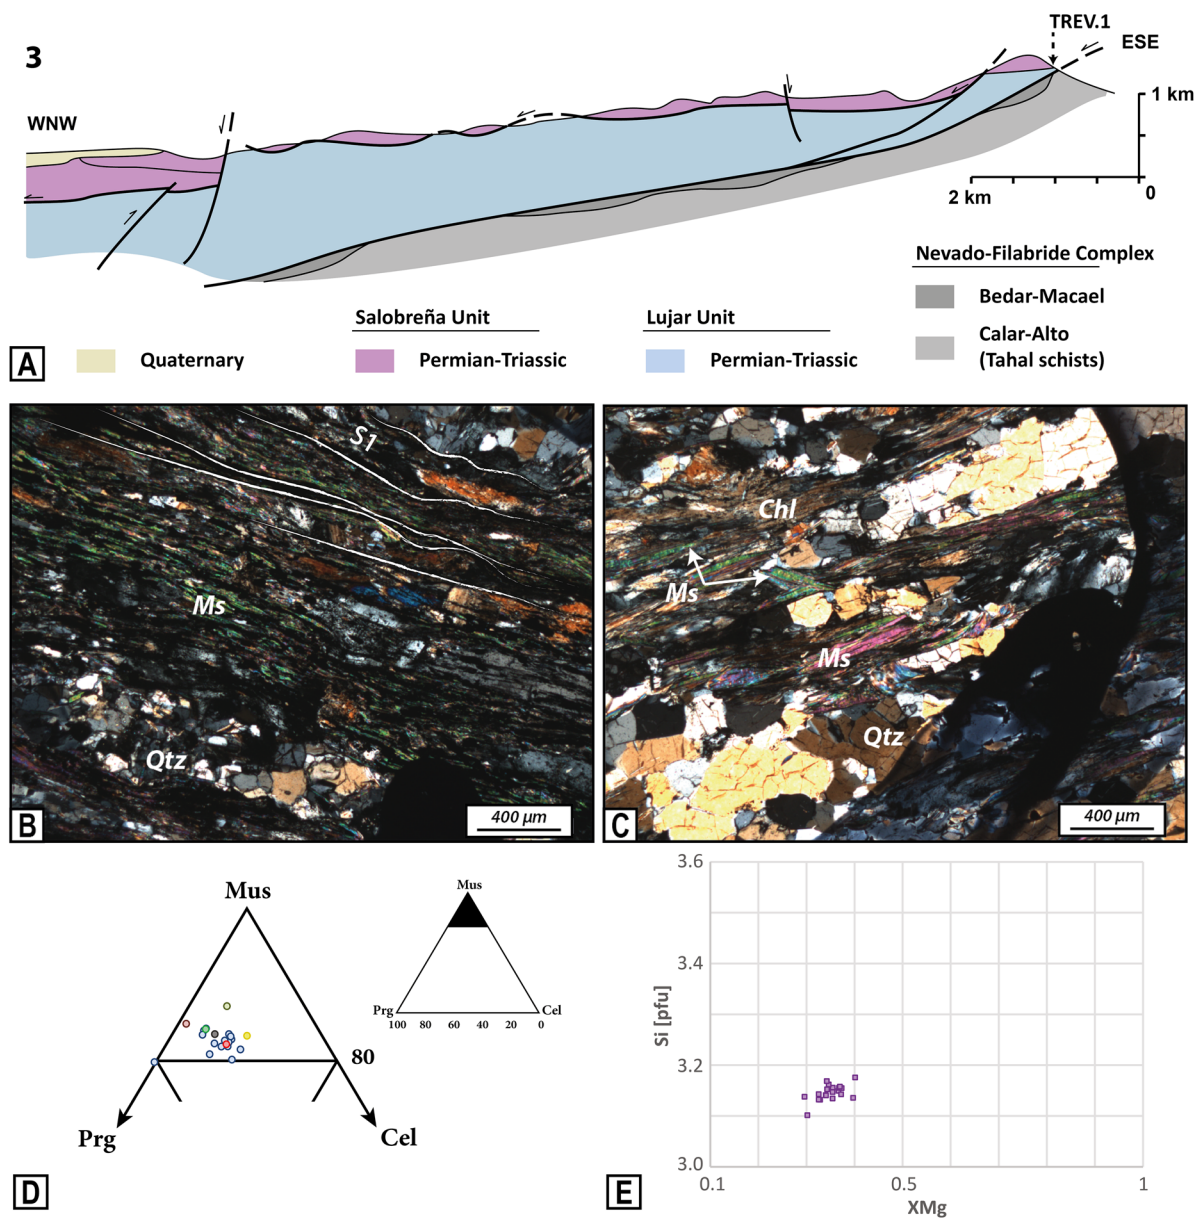 3
TREV.1
ESE
WNW
1 km
2 km
0
Nevado-Filabride Complex
Bedar-Macael
Calar-Alto
(Tahal schists)
Salobreña Unit
Lujar Unit
Quaternary
Permian-Triassic
Permian-Triassic
A
S1
Ms
Qtz
400 µm
B
Chl
Ms
Ms
Qtz
400 µm
C
Mus
80
Prg
Cel
Mus
Prg
Cel
100 80 60 40 20 0
D
3.6
3.4
3.2
3.0
Si [pfu]
0.1 0.5 1
XMg
E